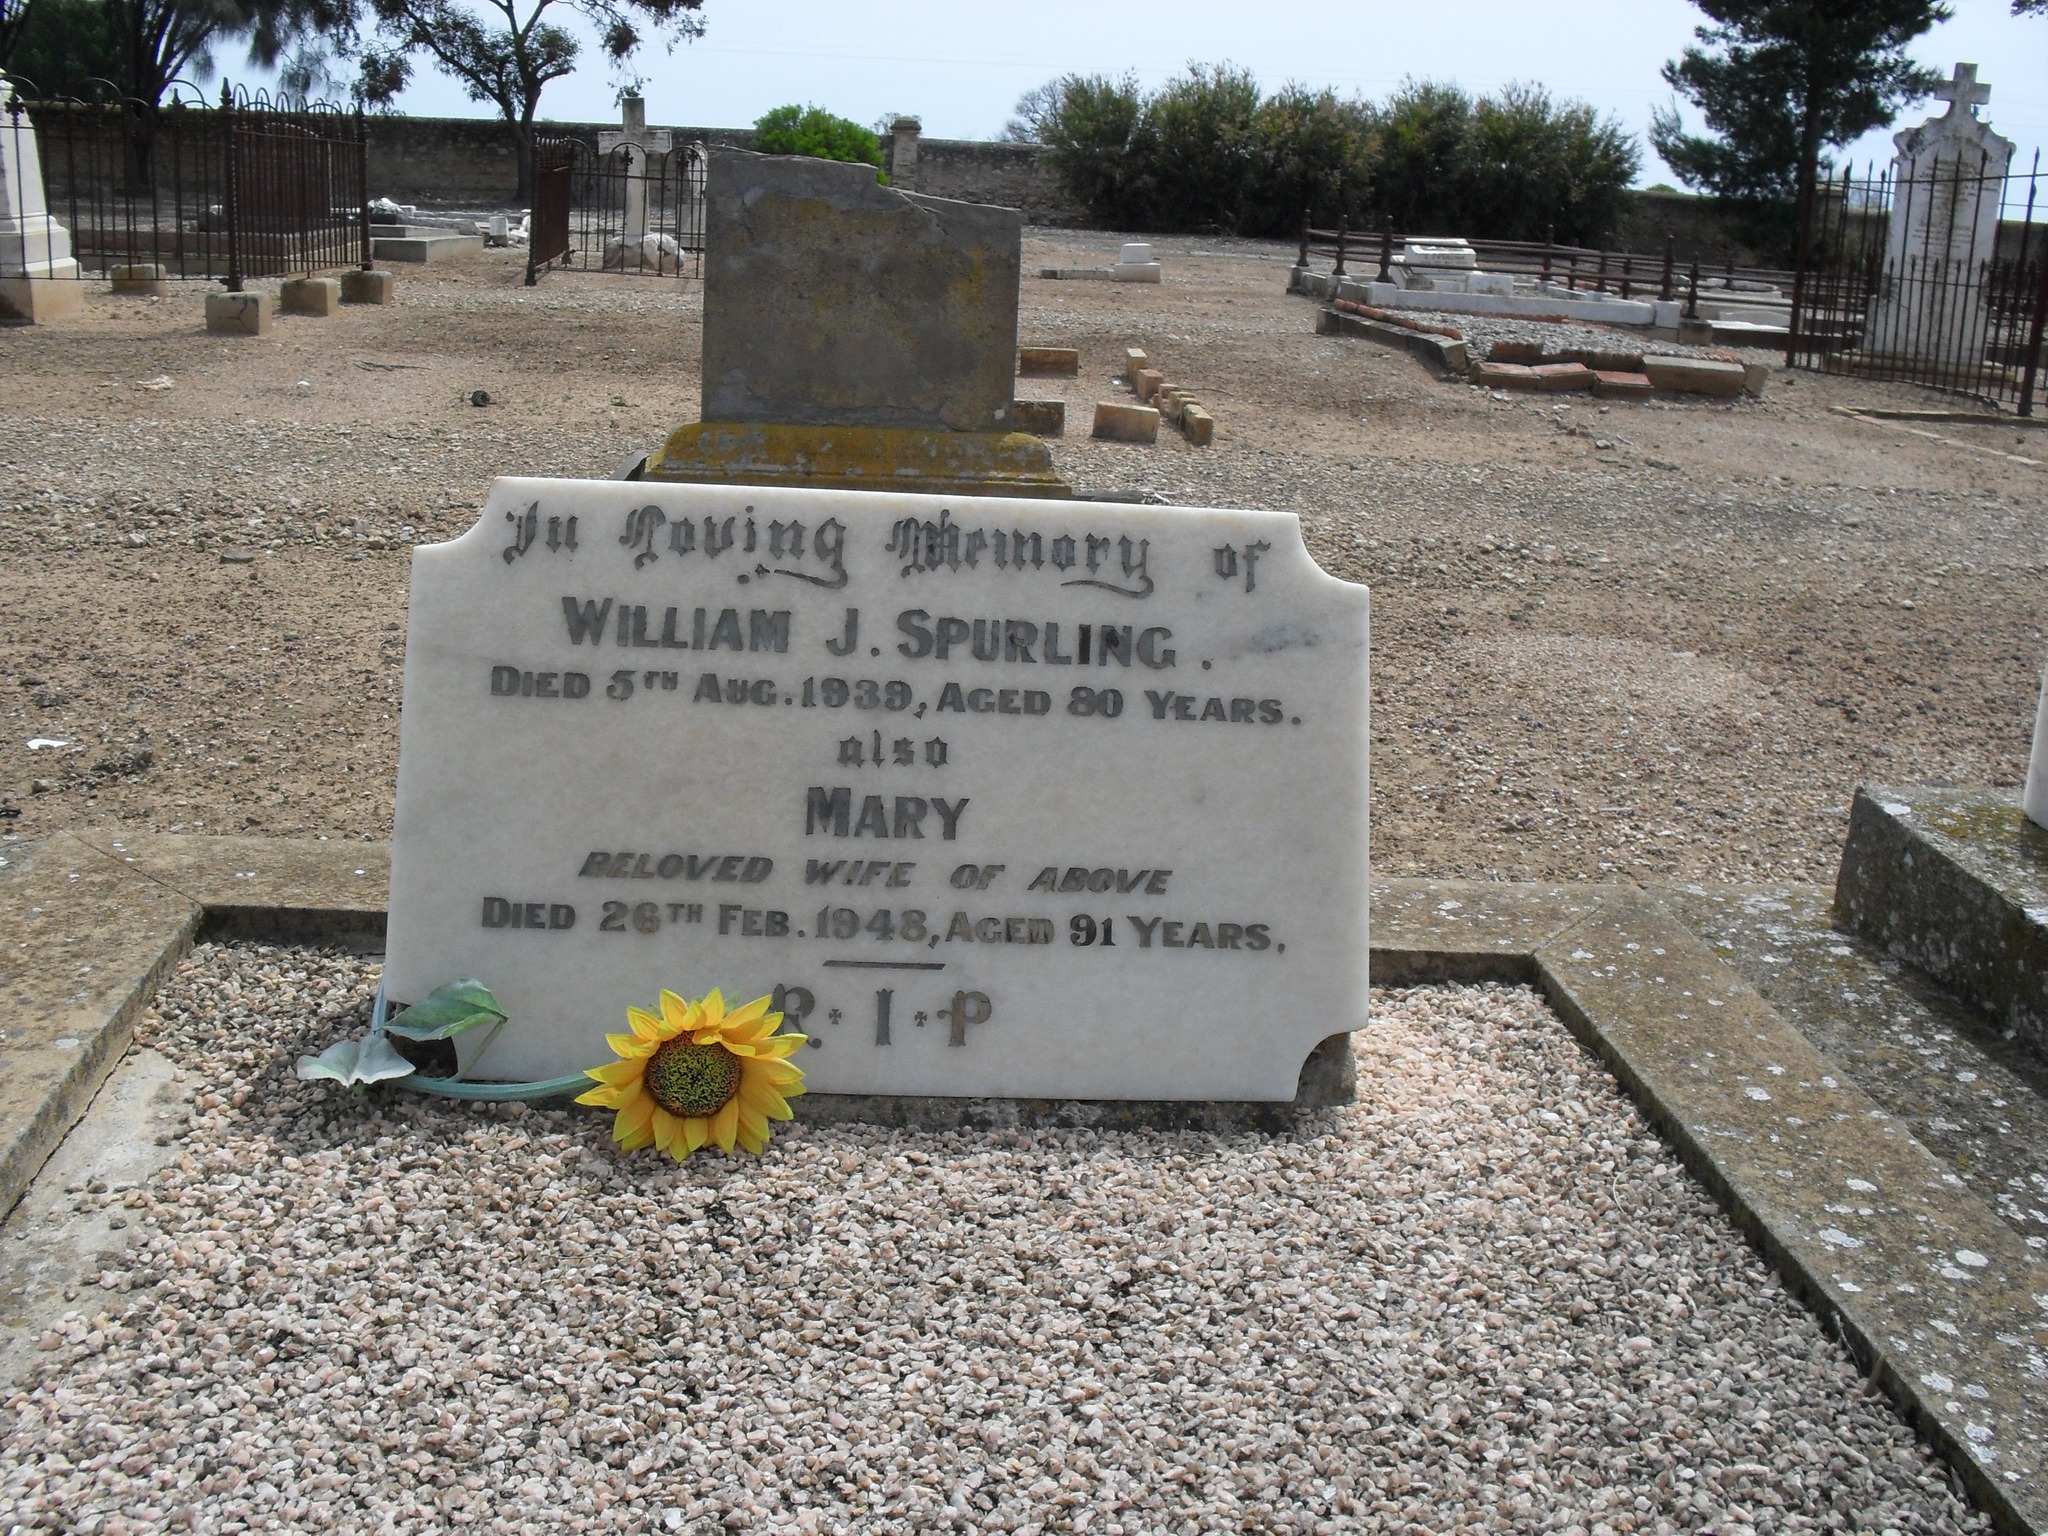 In Loving Memory of
WILLIAM J. SPURLING.
DIED 5TH AUG. 1939, AGED 80 YEARS.
also
MARY
BELOVED WIFE OF ABOVE
DIED 26TH FEB. 1948, AGED 91 YEARS,
R·I·P